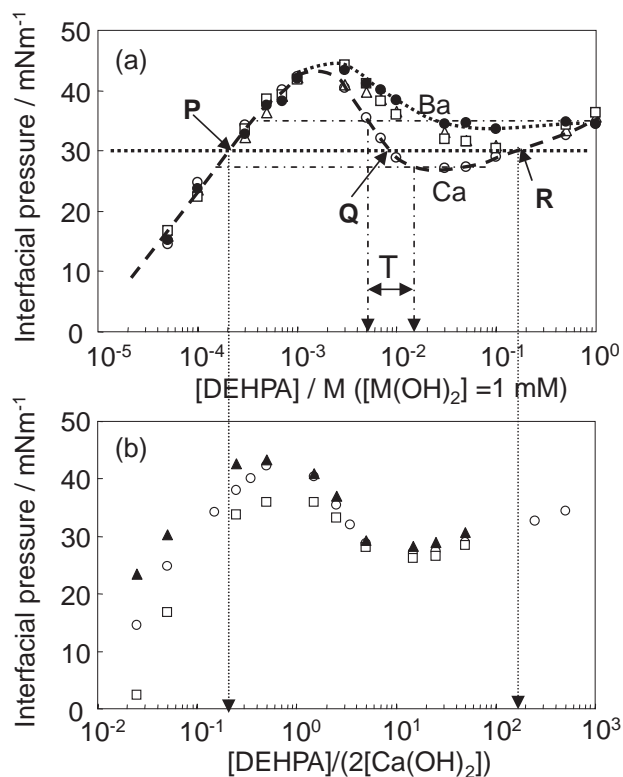 (a)
Interfacial pressure / mNm⁻¹
50
40
30
20
10
0
P
Ba
Ca
Q
R
T
10⁻⁵ 10⁻⁴ 10⁻³ 10⁻² 10⁻¹ 10⁰
[DEHPA] / M ([M(OH)₂] =1 mM)
(b)
Interfacial pressure / mNm⁻¹
50
40
30
20
10
0
10⁻² 10⁻¹ 10⁰ 10¹ 10² 10³
[DEHPA]/(2[Ca(OH)₂])